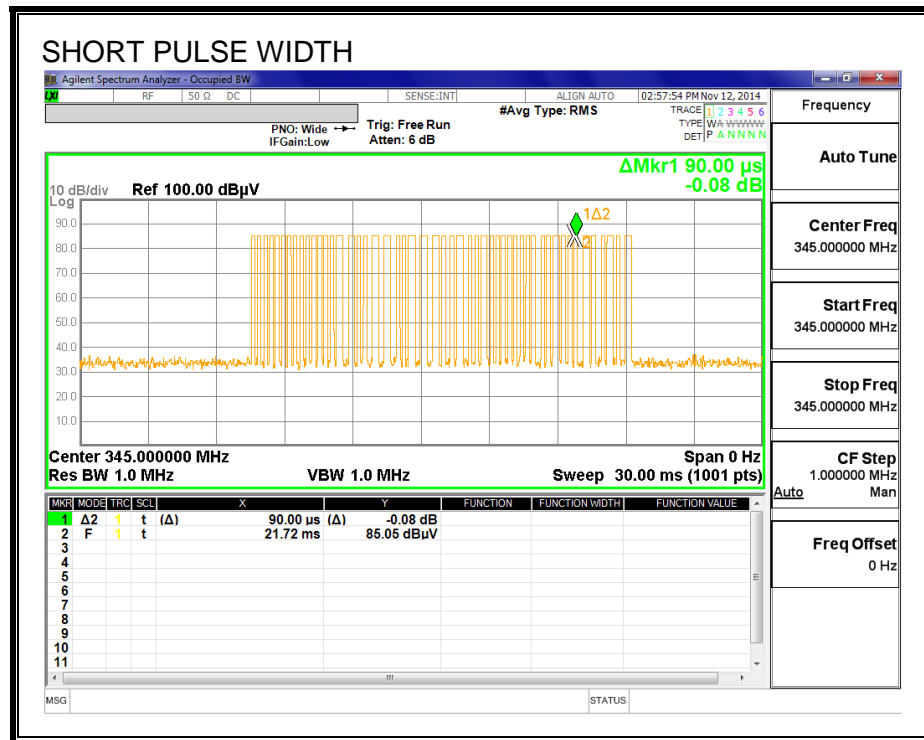 SHORT PULSE WIDTH
Agilent Spectrum Analyzer - Occupied BW
LXI RF 50 Ω DC SENSE:INT ALIGN AUTO 02:57:54 PM Nov 12, 2014
PNO: Wide
IFGain:Low
Trig: Free Run
Atten: 6 dB
#Avg Type: RMS
TRACE 1 2 3 4 5 6
TYPE WA WWWW
DET P A N N N N
ΔMkr1 90.00 µs
-0.08 dB
10 dB/div Ref 100.00 dBµV
Log
90.0
80.0
70.0
60.0
50.0
40.0
30.0
20.0
10.0
1Δ2
2
Center 345.000000 MHz Span 0 Hz
Res BW 1.0 MHz VBW 1.0 MHz Sweep 30.00 ms (1001 pts)
MKR MODE TRC SCL X Y FUNCTION FUNCTION WIDTH FUNCTION VALUE
1 Δ2 1 t (Δ) 90.00 µs (Δ) -0.08 dB
2 F 1 t 21.72 ms 85.05 dBµV
3
4
5
6
7
8
9
10
11
MSG STATUS
Frequency
Auto Tune
Center Freq
345.000000 MHz
Start Freq
345.000000 MHz
Stop Freq
345.000000 MHz
CF Step
1.000000 MHz
Auto Man
Freq Offset
0 Hz